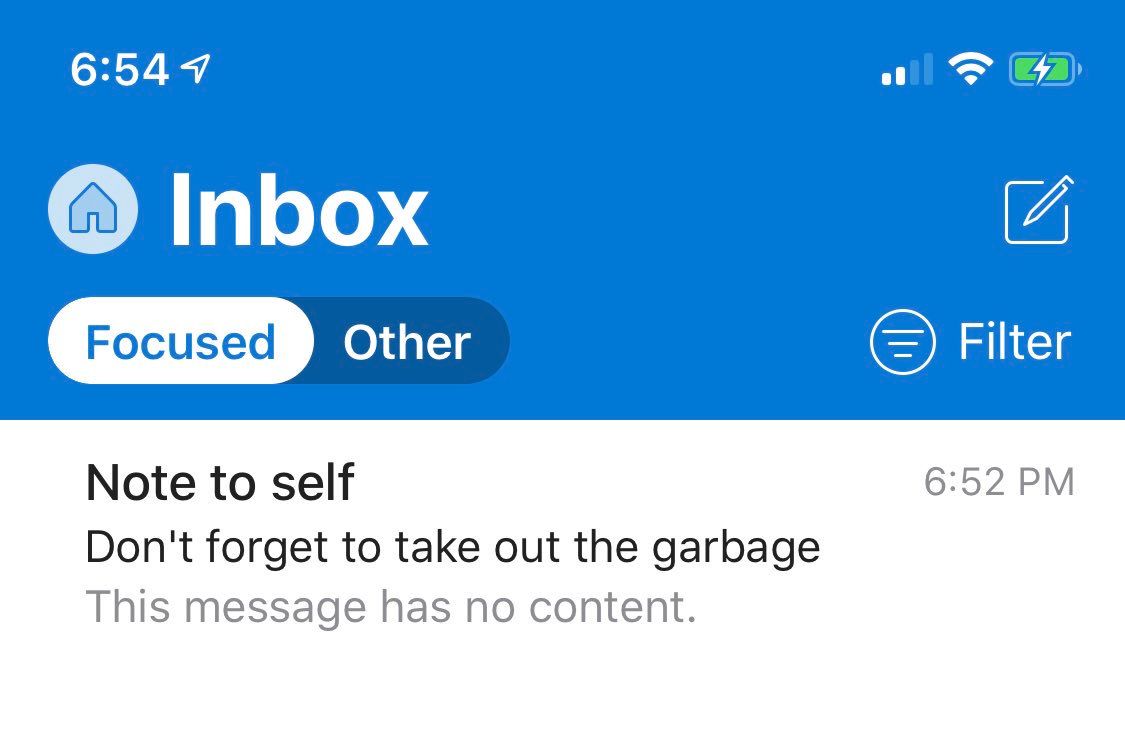 6:54
Inbox
Focused Other Filter
Note to self 6:52 PM
Don't forget to take out the garbage
This message has no content.